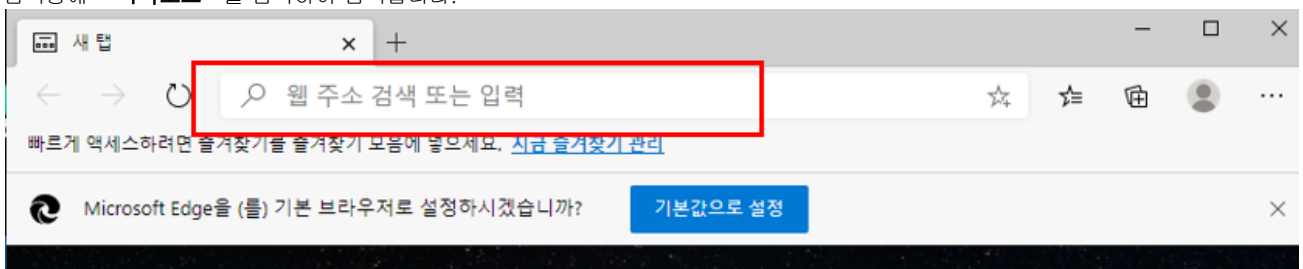 새 탭
웹 주소 검색 또는 입력
빠르게 액세스하려면 즐겨찾기를 즐겨찾기 모음에 넣으세요. 지금 즐겨찾기 관리
Microsoft Edge을 (를) 기본 브라우저로 설정하시겠습니까? 기본값으로 설정